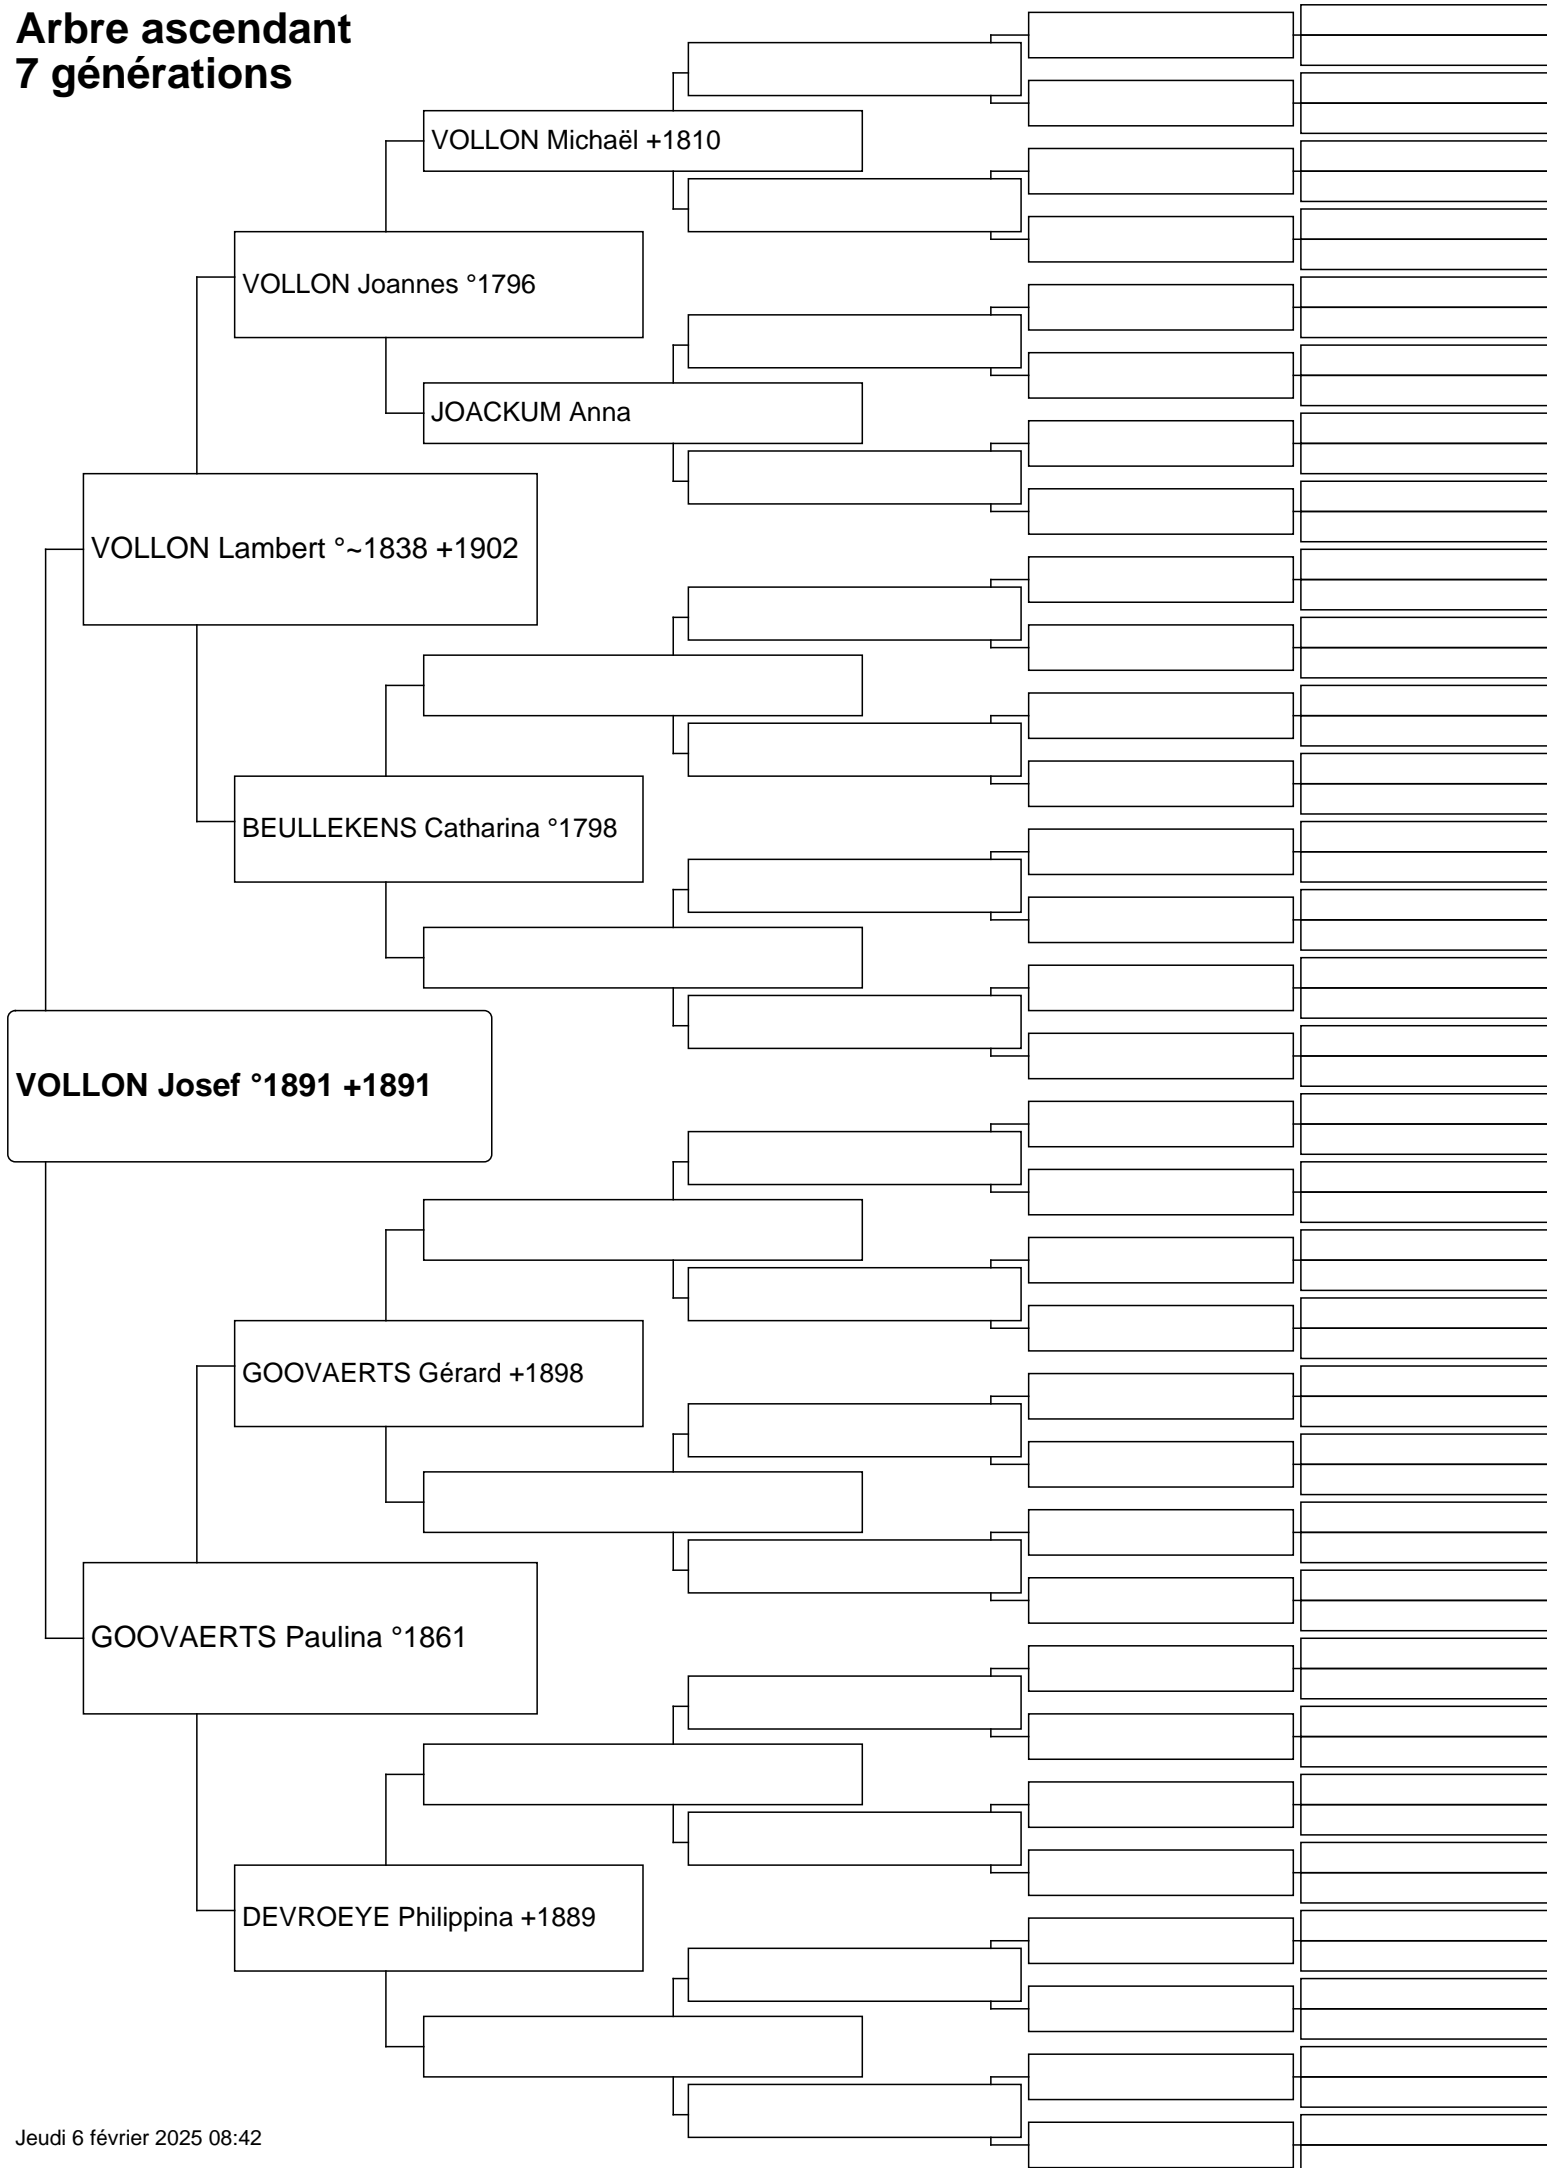 Arbre ascendant
7 générations
VOLLON Michaël +1810
VOLLON Joannes °1796
JOACKUM Anna
VOLLON Lambert °~1838 +1902
BEULLEKENS Catharina °1798
VOLLON Josef °1891 +1891
GOOVAERTS Gérard +1898
GOOVAERTS Paulina °1861
DEVROEYE Philippina +1889
Jeudi 6 février 2025 08:42